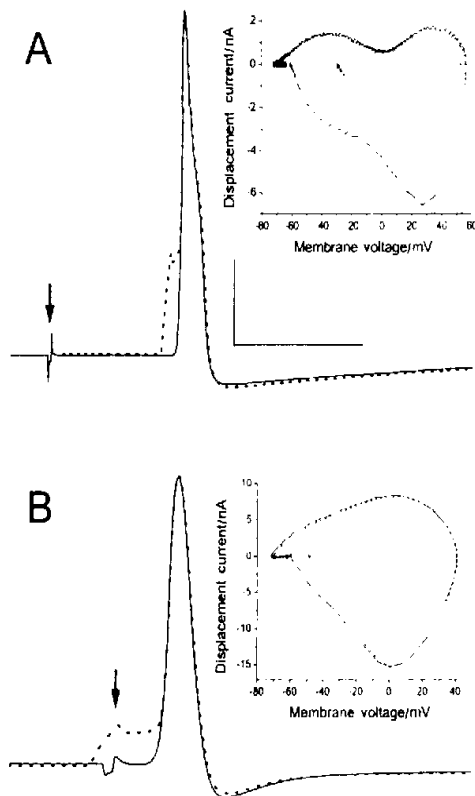 A
Displacement current/nA
2
0
-2
-4
-6
-80 -60 -40 -20 0 20 40 60
Membrane voltage/mV
B
Displacement current/nA
10
5
0
-5
-10
-15
-80 -60 -40 -20 0 20 40
Membrane voltage/mV